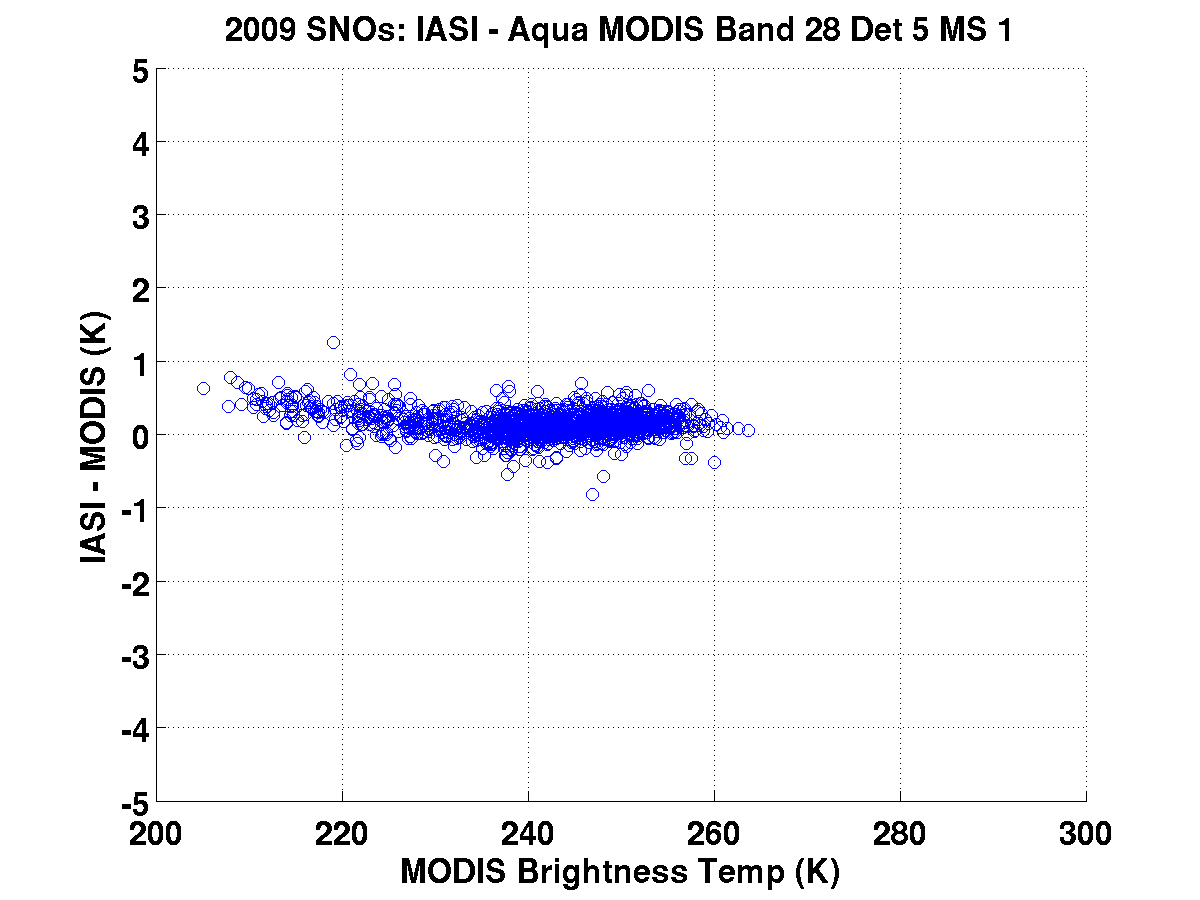 2009 SNOs: IASI - Aqua MODIS Band 28 Det 5 MS 1
5
4
3
2
1
0
-1
-2
-3
-4
-5
IASI - MODIS (K)
200 220 240 260 280 300
MODIS Brightness Temp (K)